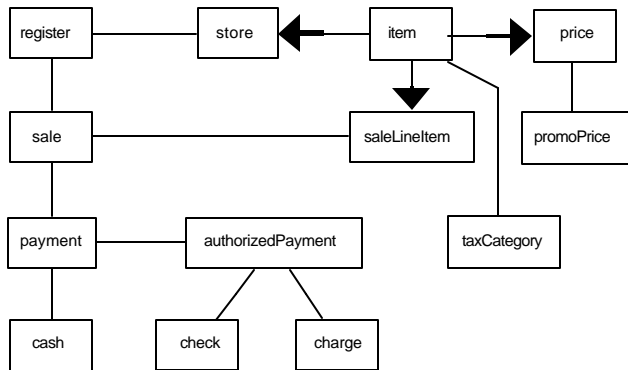 register
store
item
price
sale
saleLineItem
promoPrice
payment
authorizedPayment
taxCategory
cash
check
charge